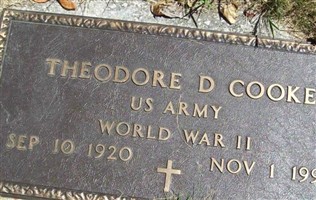 THEODORE D COOKE
US ARMY
WORLD WAR II
SEP 10 1920 NOV 1 199